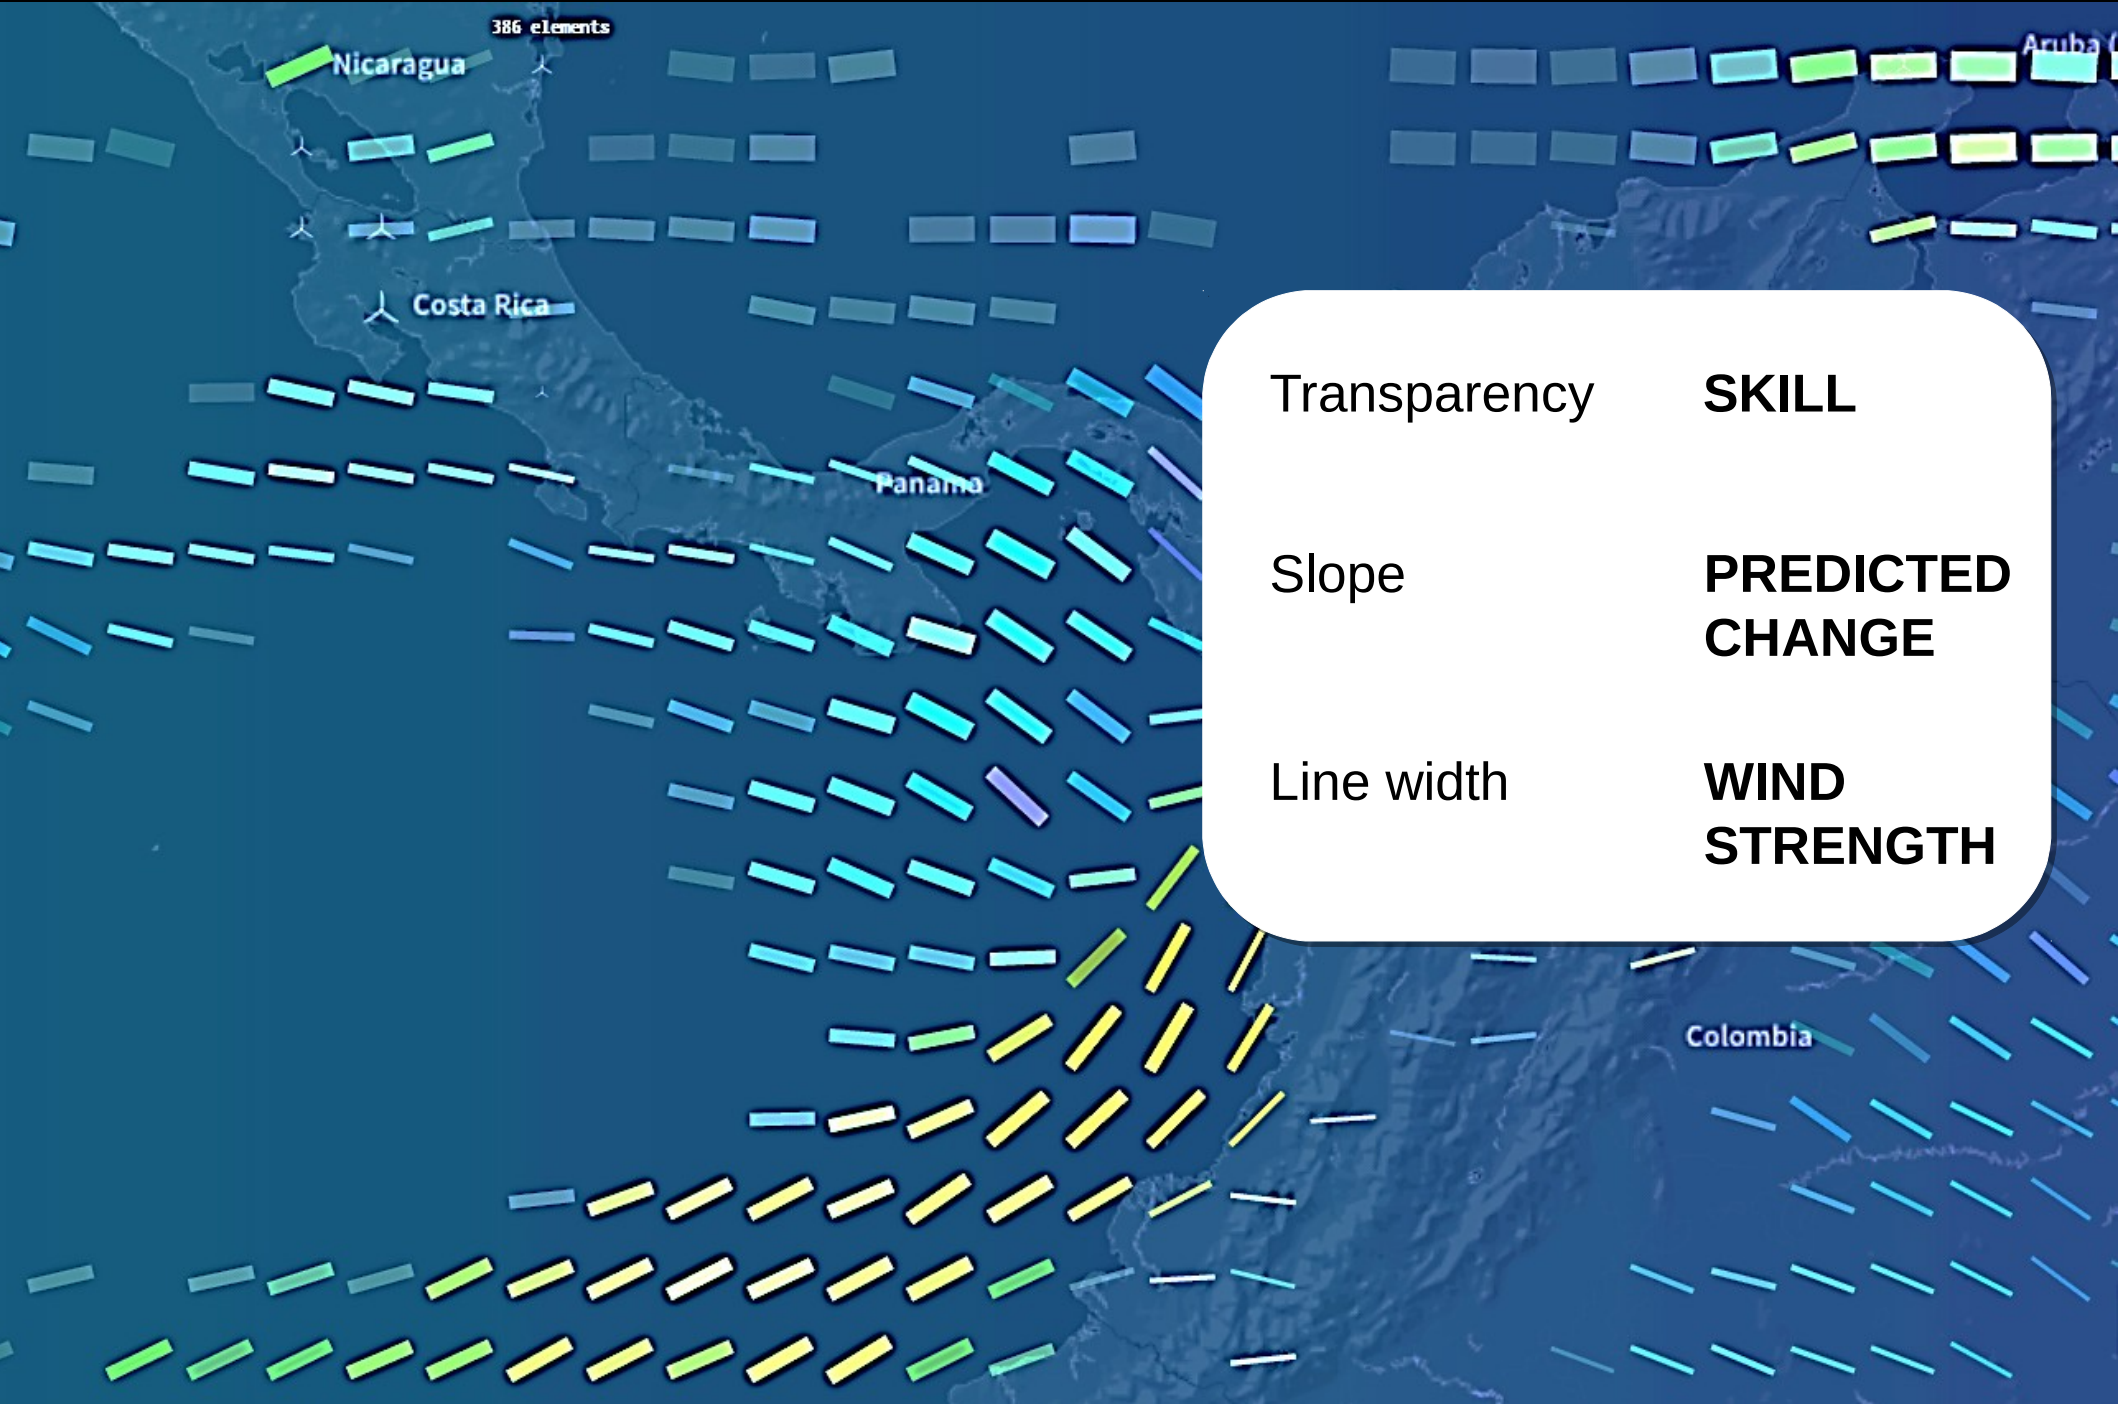 386 elements
Nicaragua
Aruba (
Costa Rica
Transparency SKILL
Panama
Slope PREDICTED
CHANGE
Line width WIND
STRENGTH
Colombia